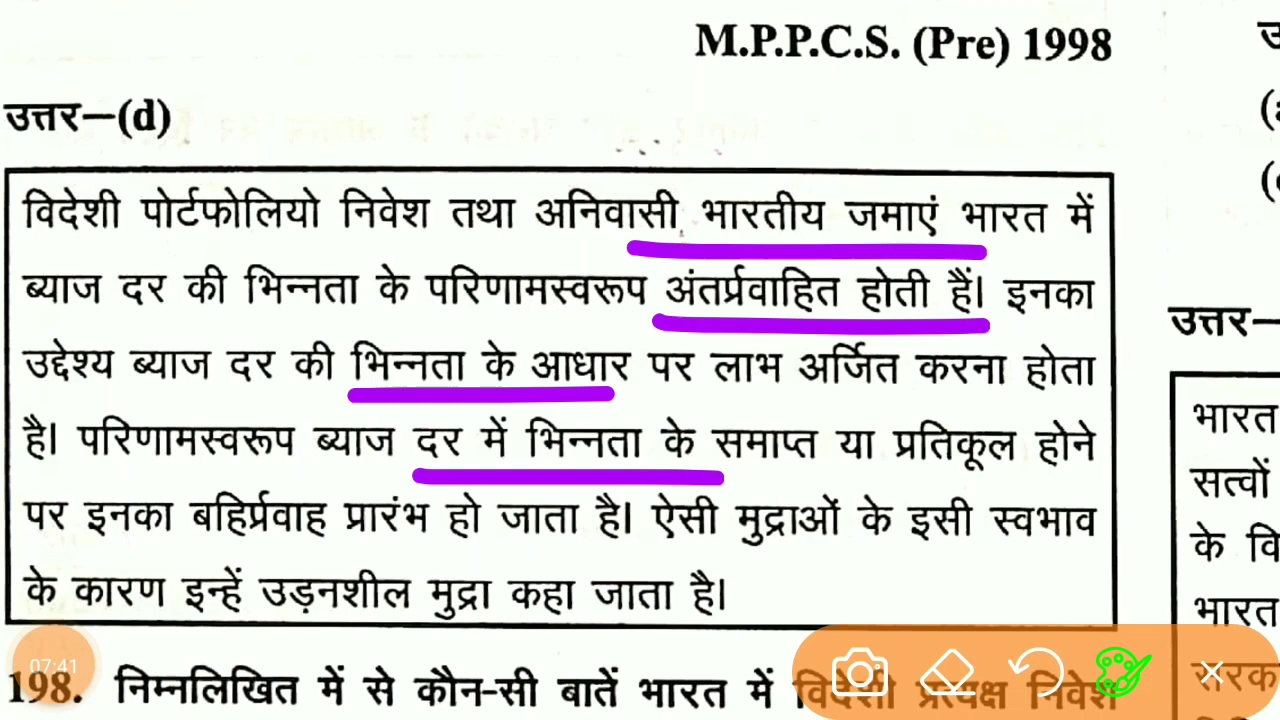 M.P.P.C.S. (Pre) 1998
उत्तर—(d)
विदेशी पोर्टफोलियो निवेश तथा अनिवासी भारतीय जमाएं भारत में
ब्याज दर की भिन्नता के परिणामस्वरूप अंतर्प्रवाहित होती हैं। इनका
उद्देश्य ब्याज दर की भिन्नता के आधार पर लाभ अर्जित करना होता
है। परिणामस्वरूप ब्याज दर में भिन्नता के समाप्त या प्रतिकूल होने
पर इनका बहिर्प्रवाह प्रारंभ हो जाता है। ऐसी मुद्राओं के इसी स्वभाव
के कारण इन्हें उड़नशील मुद्रा कहा जाता है।
07:41
198. निम्नलिखित में से कौन-सी बातें भारत में विदेशी प्रत्यक्ष निवेश
उत्तर—
भारत
सत्वों
के
भारत